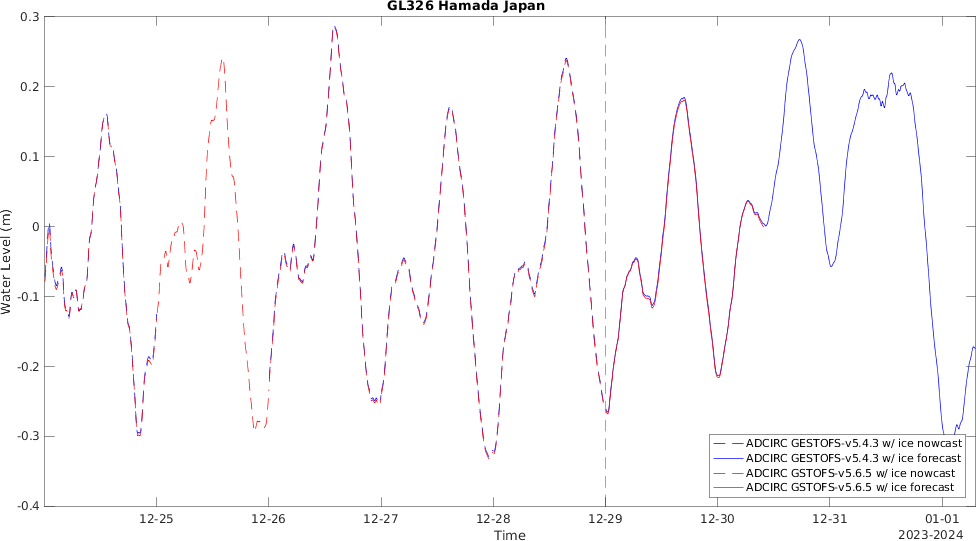 GL326 Hamada Japan
0.3
0.2
0.1
0
-0.1
-0.2
-0.3
-0.4
Water Level (m)
12-25
12-26
12-27
12-28
12-29
12-30
12-31
01-01
Time
2023-2024
ADCIRC GESTOFS-v5.4.3 w/ ice nowcast
ADCIRC GESTOFS-v5.4.3 w/ ice forecast
ADCIRC GSTOFS-v5.6.5 w/ ice nowcast
ADCIRC GSTOFS-v5.6.5 w/ ice forecast